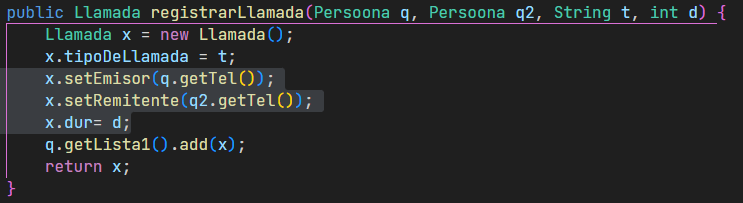 public Llamada registrarLlamada(Persoona q, Persoona q2, String t, int d) {
    Llamada x = new Llamada();
    x.tipoDeLlamada = t;
    x.setEmisor(q.getTel());
    x.setRemitente(q2.getTel());
    x.dur= d;
    q.getLista1().add(x);
    return x;
}